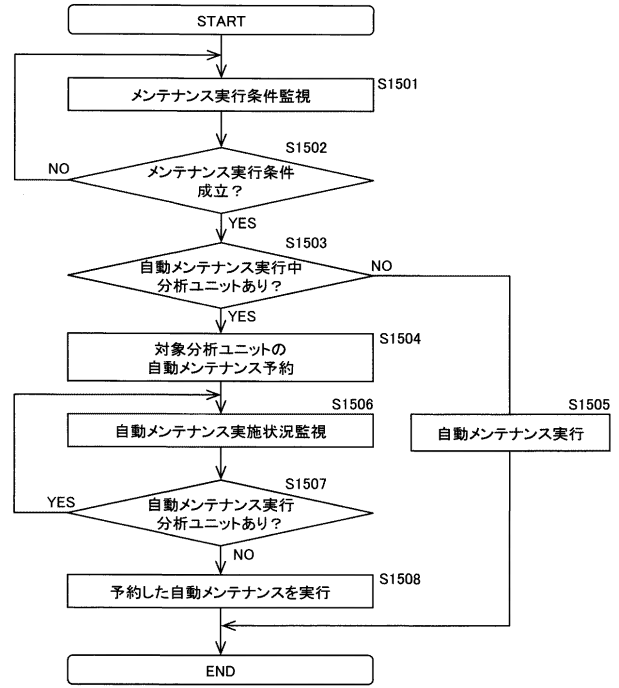 START
メンテナンス実行条件監視
S1501
S1502
メンテナンス実行条件
成立？
NO
YES
S1503
自動メンテナンス実行中
分析ユニットあり？
NO
YES
対象分析ユニットの
自動メンテナンス予約
S1504
S1506
自動メンテナンス実施状況監視
S1505
自動メンテナンス実行
S1507
自動メンテナンス実行
分析ユニットあり？
YES
NO
予約した自動メンテナンスを実行
S1508
END